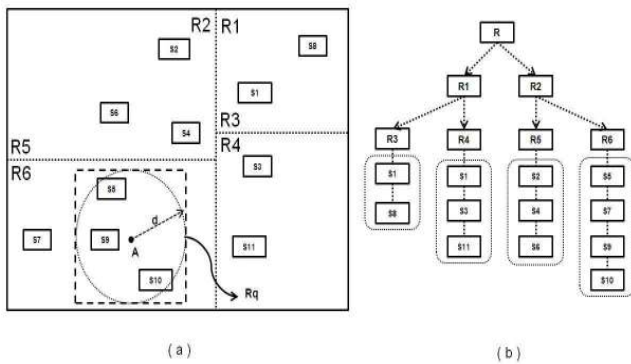 R2 R1
S2
S8
S1
S6
S4
R3
R5
R4
R6
S3
S5
d
S7
S9
A
S11
S10
Rq
( a )
R
R1 R2
R3 R4 R5 R6
S1 S1 S2 S5
S8 S3 S4 S7
S11 S6 S9
S10
( b )